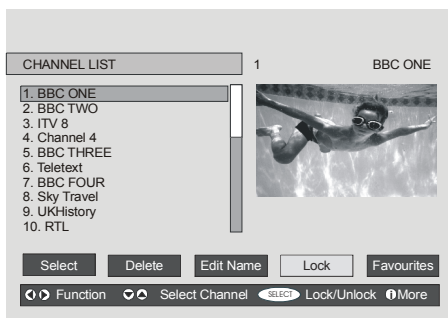 CHANNEL LIST
1 BBC ONE
1. BBC ONE
2. BBC TWO
3. ITV 8
4. Channel 4
5. BBC THREE
6. Teletext
7. BBC FOUR
8. Sky Travel
9. UKHistory
10. RTL
Select Delete Edit Name Lock Favourites
Function Select Channel SELECT Lock/Unlock i More